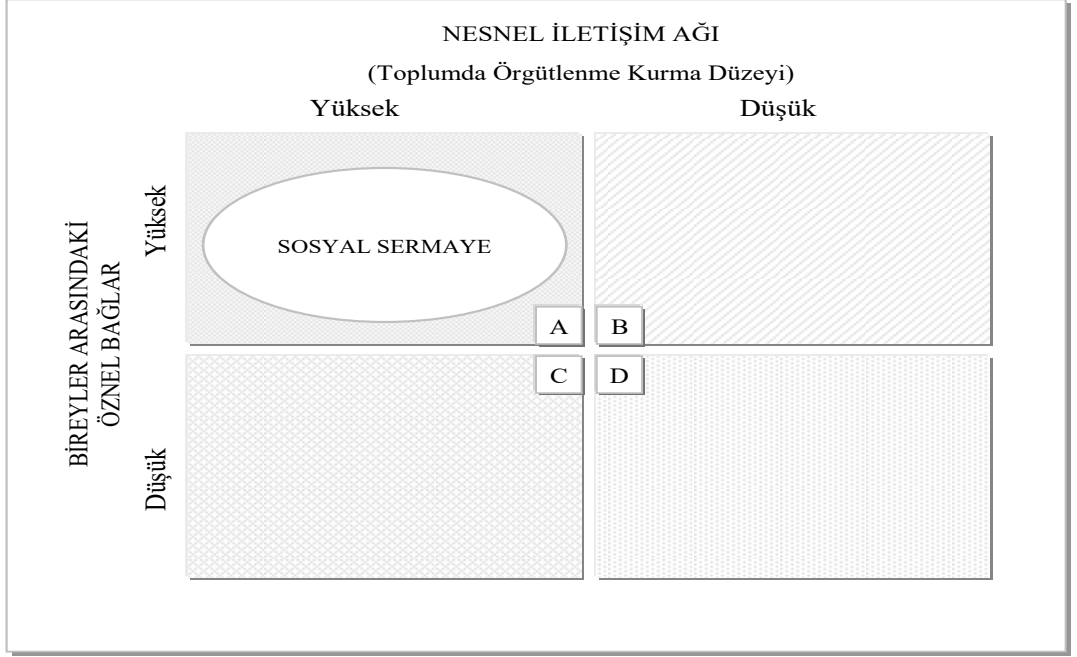 NESNEL İLETİŞİM AĞI
(Toplumda Örgütlenme Kurma Düzeyi)
Yüksek
Düşük
BİREYLER ARASINDAKİ
ÖZNEL BAĞLAR
Yüksek
Düşük
SOSYAL SERMAYE
A
B
C
D